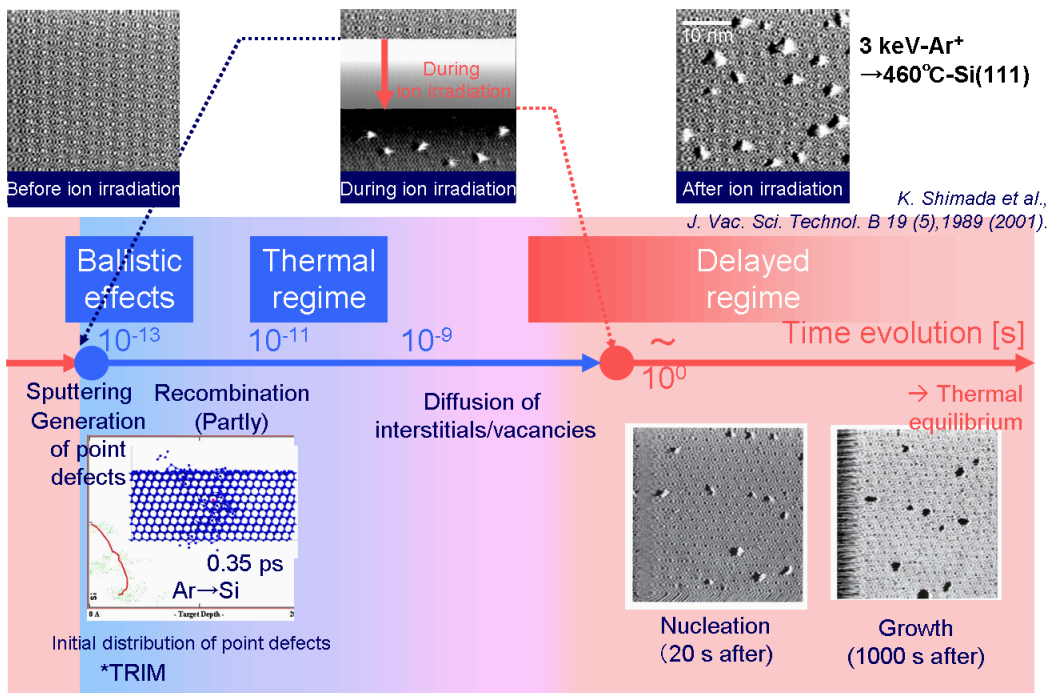 10 nm
3 keV-Ar⁺
→460℃-Si(111)
During
ion irradiation
Before ion irradiation
During ion irradiation
After ion irradiation
K. Shimada et al.,
J. Vac. Sci. Technol. B 19 (5),1989 (2001).
Ballistic
effects
Thermal
regime
Delayed
regime
10⁻¹³
10⁻¹¹
10⁻⁹
~
10⁰
Time evolution [s]
→ Thermal
equilibrium
Sputtering
Generation
of point
defects
Recombination
(Partly)
Diffusion of
interstitials/vacancies
0.35 ps
Ar→Si
Si
0 A
- Target Depth -
Initial distribution of point defects
*TRIM
Nucleation
(20 s after)
Growth
(1000 s after)